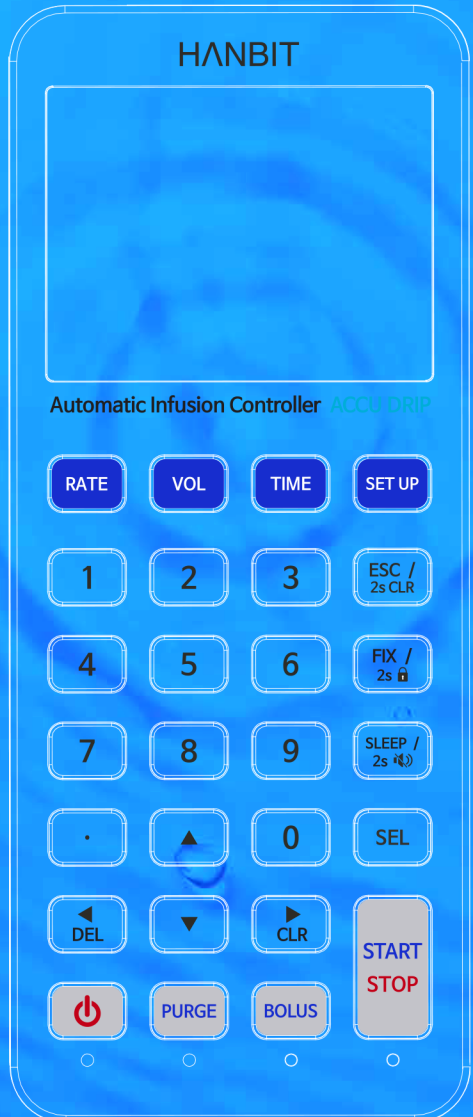 HANBIT
Automatic Infusion Controller ACCU DRIP
RATE VOL TIME SET UP
1 2 3 ESC /
2s CLR
4 5 6 FIX /
2s
7 8 9 SLEEP /
2s
. ▲ 0 SEL
◀ ▼ ▶
DEL CLR
START
STOP
PURGE BOLUS